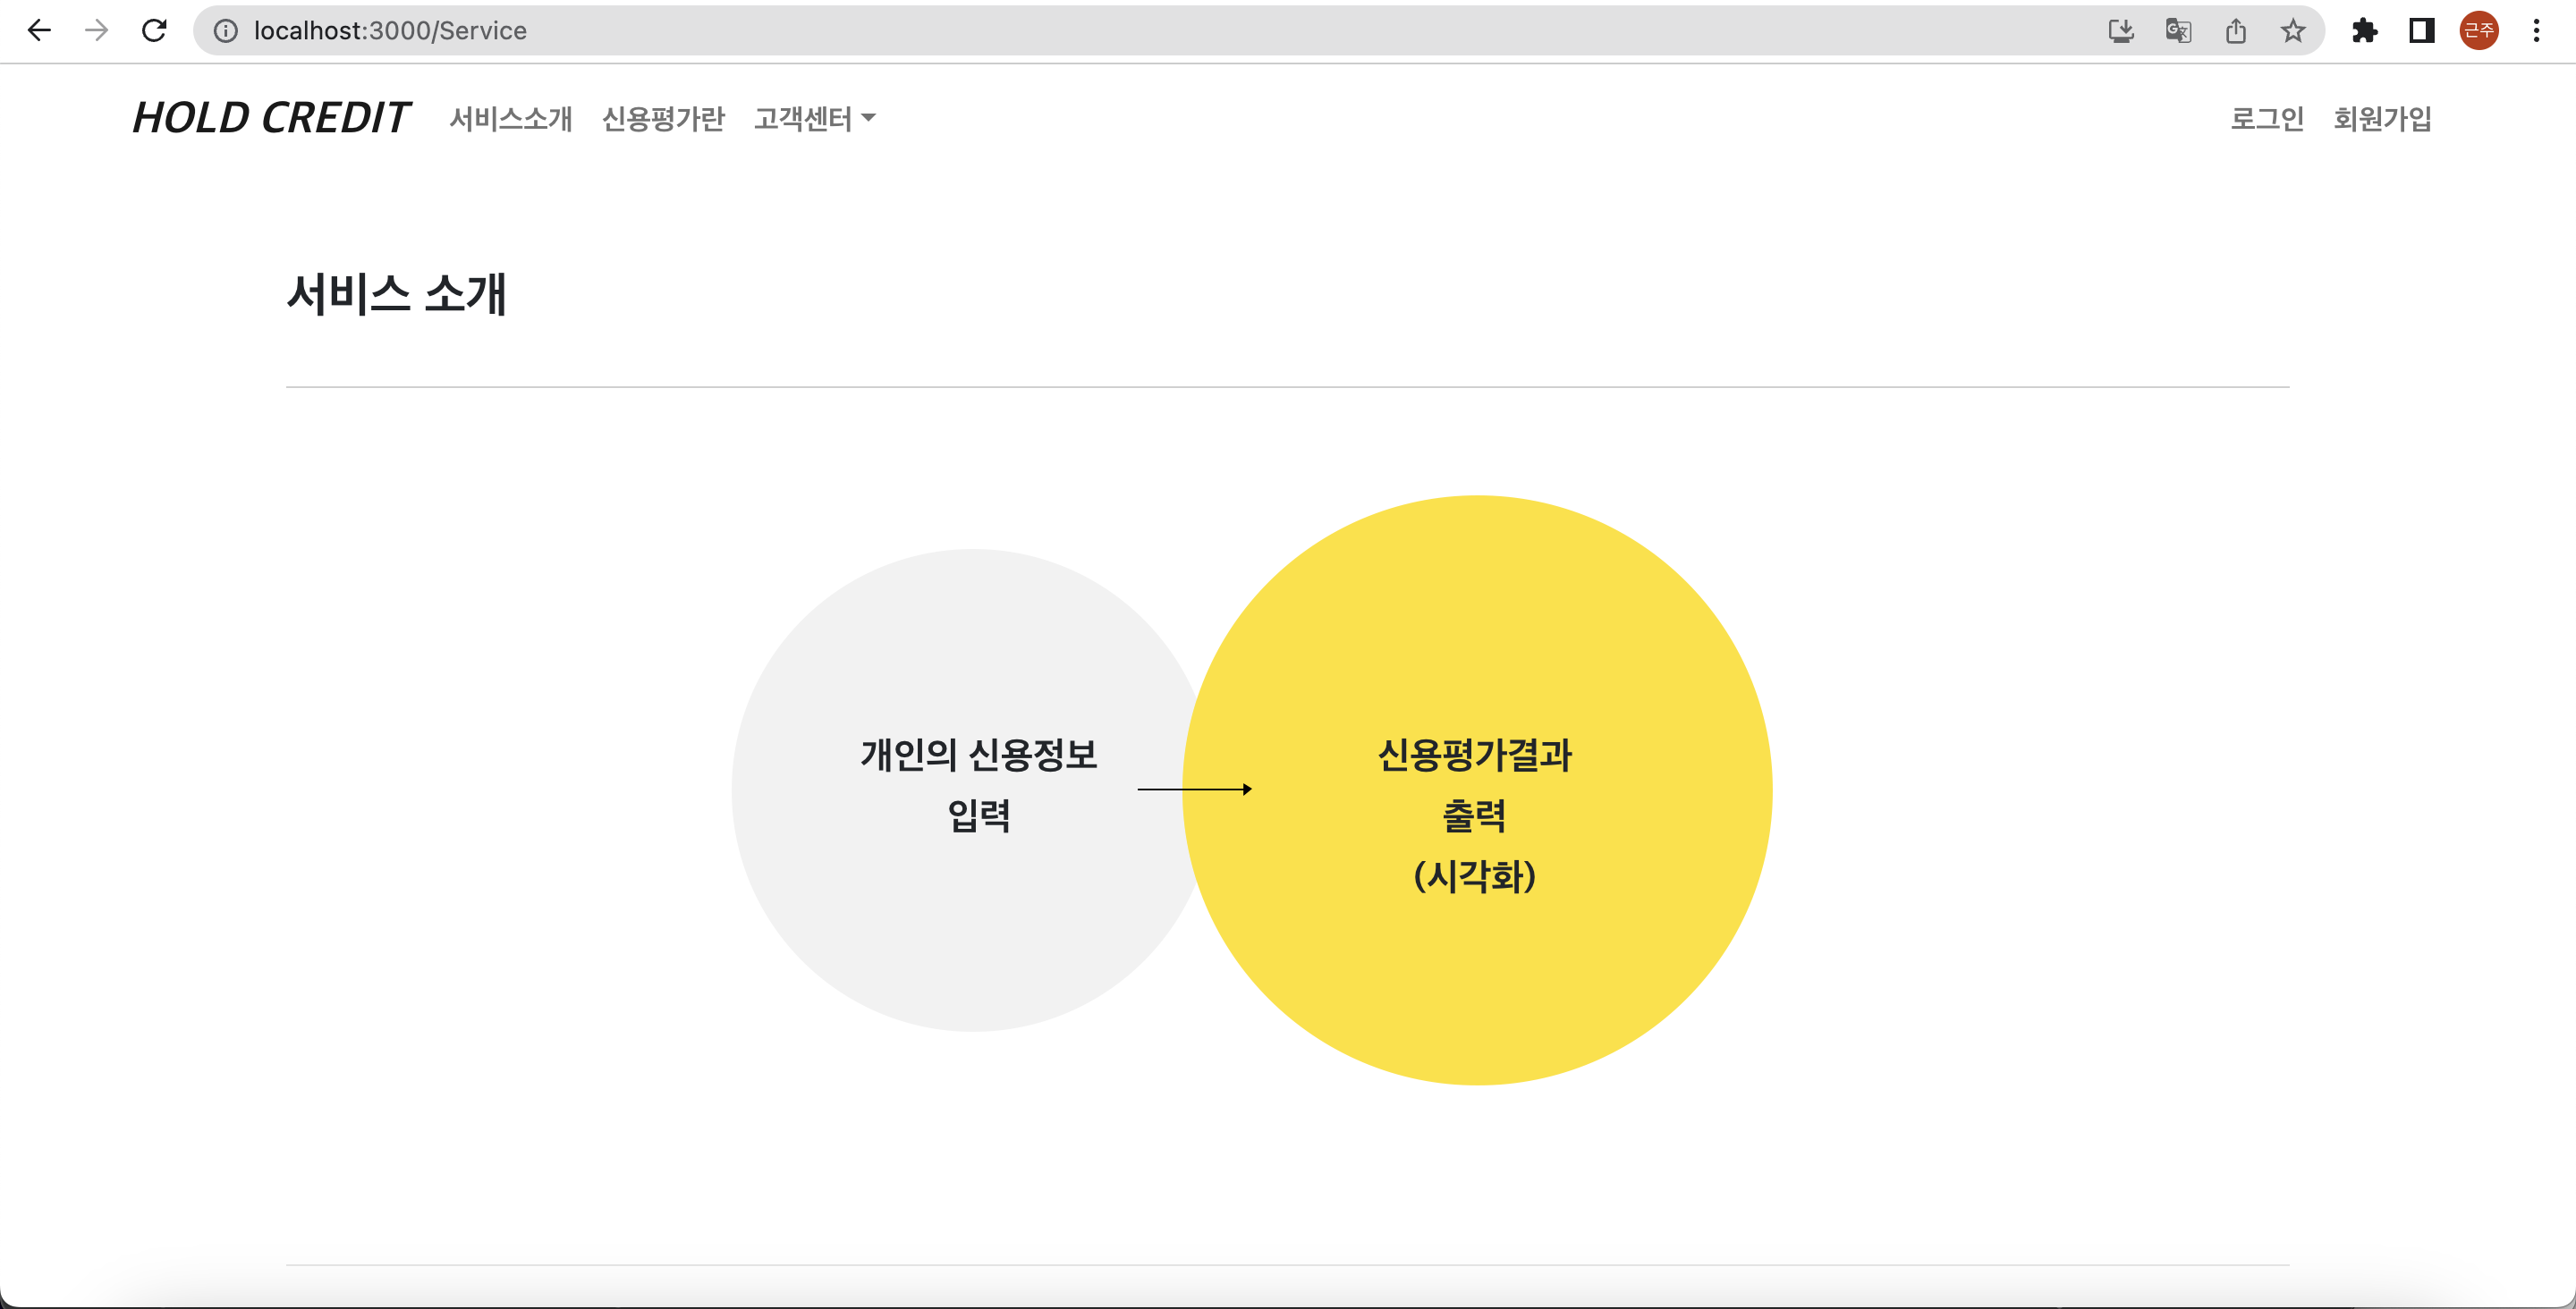 localhost:3000/Service
근주
HOLD CREDIT 서비스소개 신용평가란 고객센터 로그인 회원가입
서비스 소개
개인의 신용정보
입력
신용평가결과
출력
(시각화)